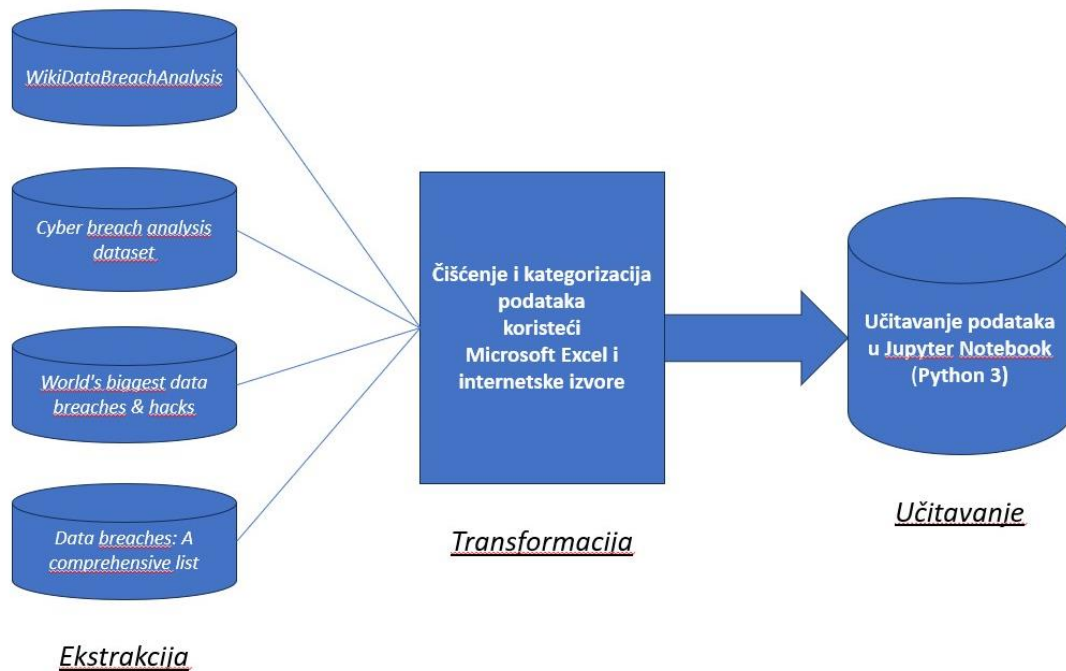 WikiDataBreachAnalysis
Cyber breach analysis
dataset
World's biggest data
breaches & hacks
Data breaches: A
comprehensive list
Ekstrakcija
Čišćenje i kategorizacija
podataka
koristeći
Microsoft Excel i
internetske izvore
Transformacija
Učitavanje podataka
u Jupyter Notebook
(Python 3)
Učitavanje